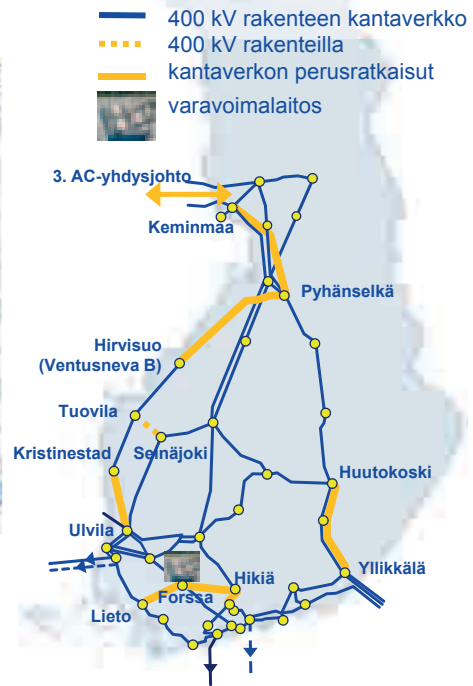 400 kV rakenteen kantaverkko
400 kV rakenteilla
kantaverkon perusratkaisut
varavoimalaitos
3. AC-yhdysjohto
Keminmaa
Pyhänselkä
Hirvisuo
(Ventusneva B)
Tuovila
Kristinestad
Seinäjoki
Huutokoski
Ulvila
Yllikkälä
Hikiä
Forssa
Lieto